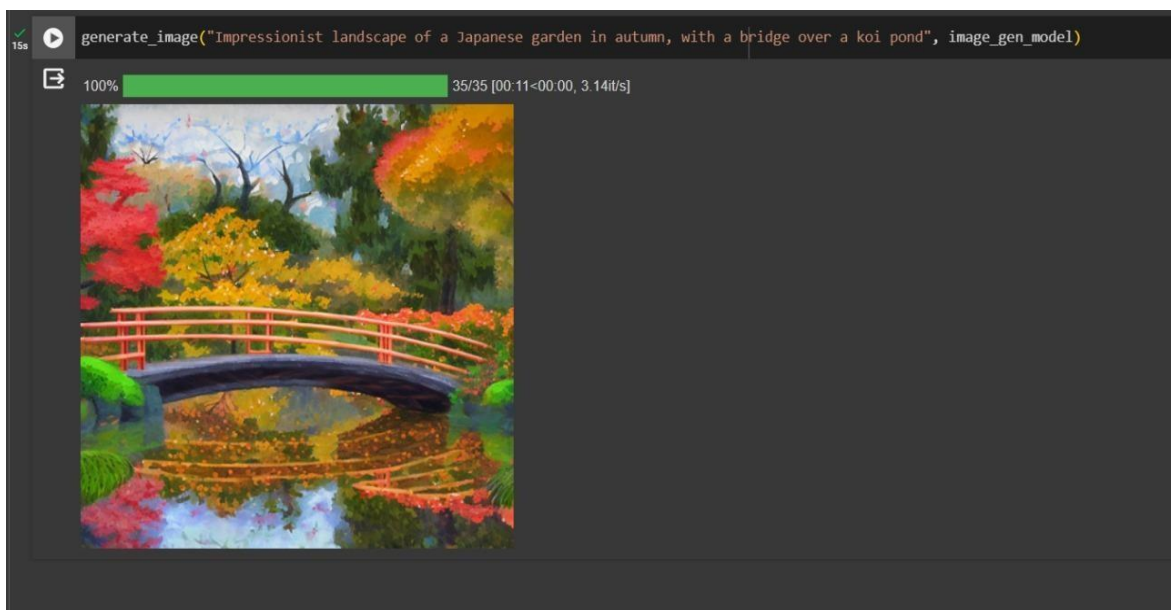 generate_image("Impressionist landscape of a Japanese garden in autumn, with a bridge over a koi pond", image_gen_model)
15s
100% 35/35 [00:11<00:00, 3.14it/s]